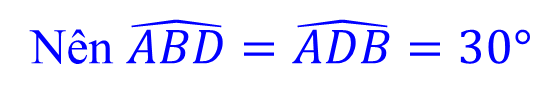 Nên $\widehat{ABD} = \widehat{ADB} = 30°$